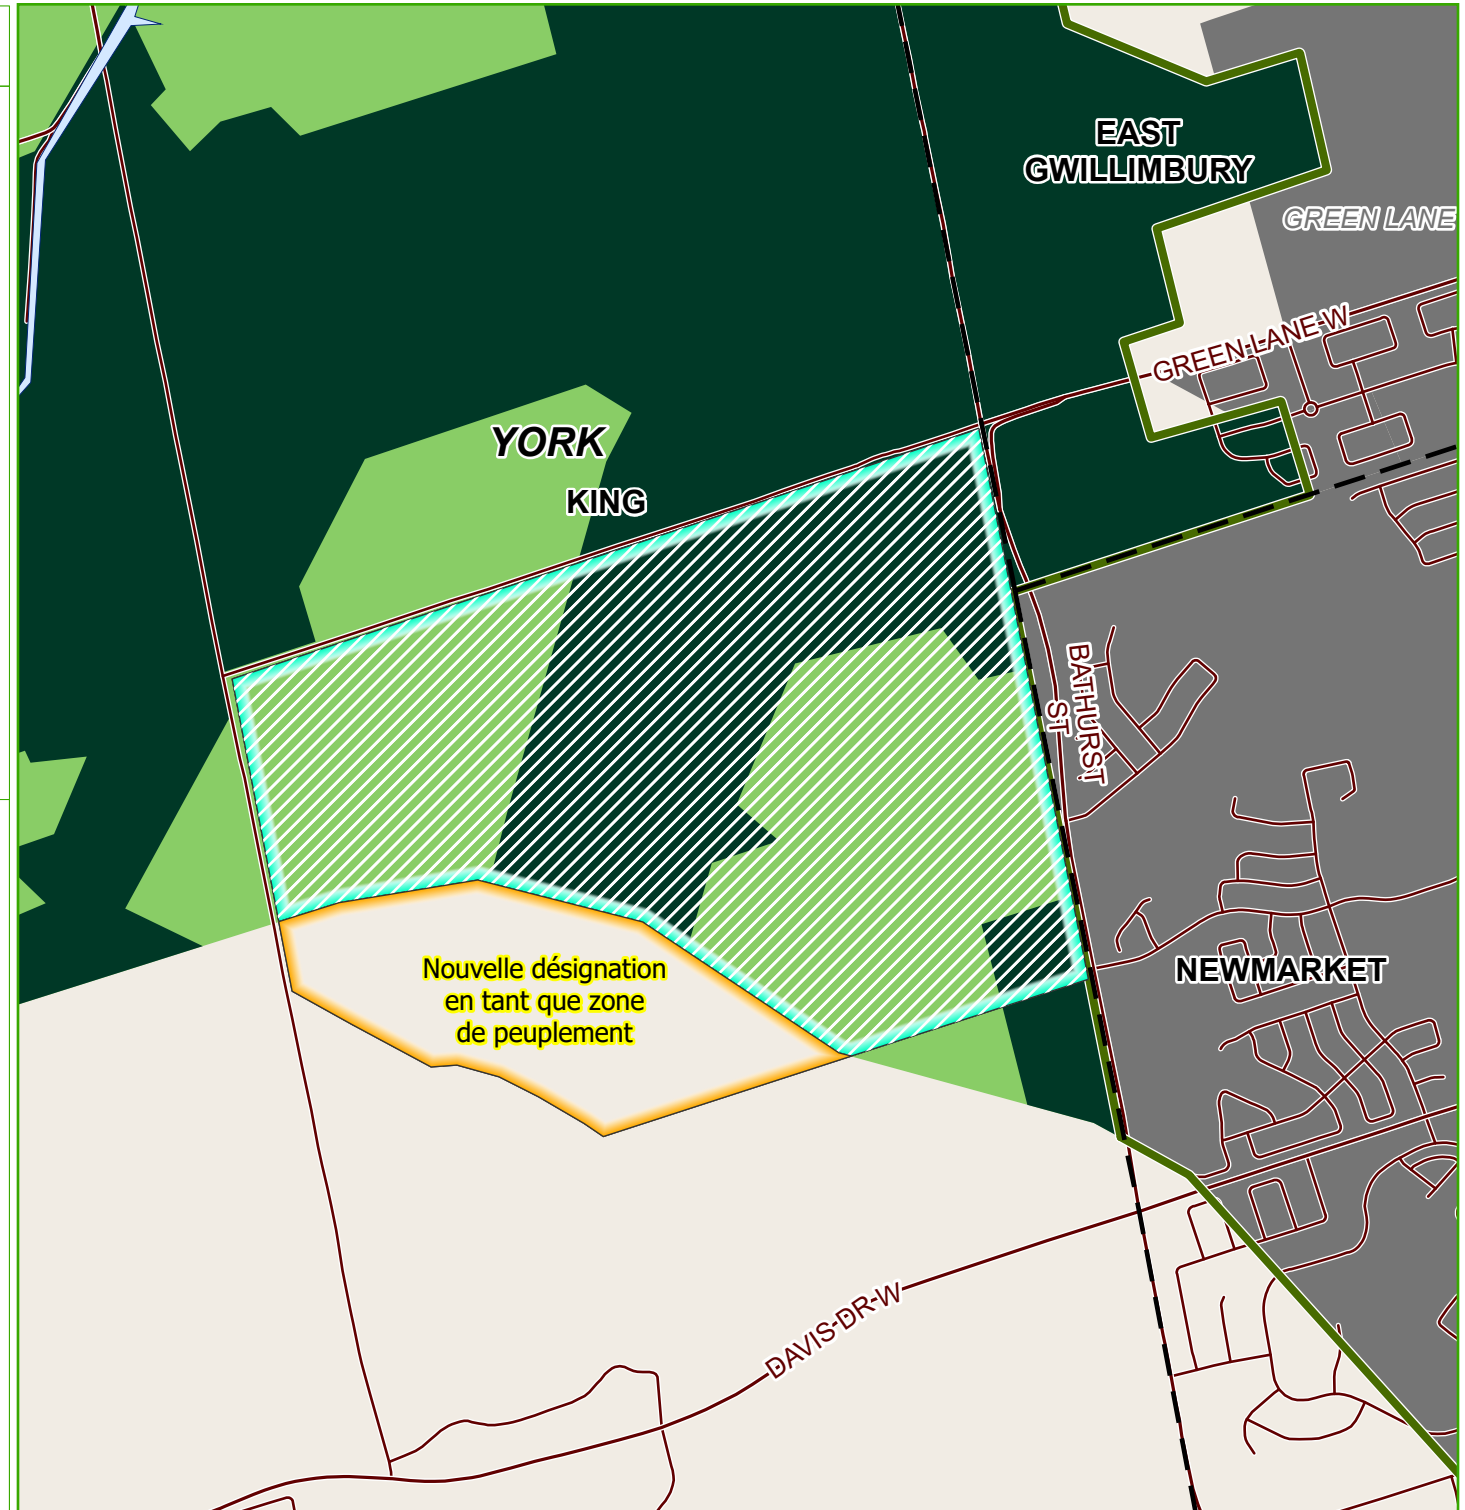 EAST
GWILLIMBURY
GREEN LANE
GREEN LANE W
YORK
KING
BATHURST
ST
Nouvelle désignation
en tant que zone
de peuplement
NEWMARKET
DAVIS DR W